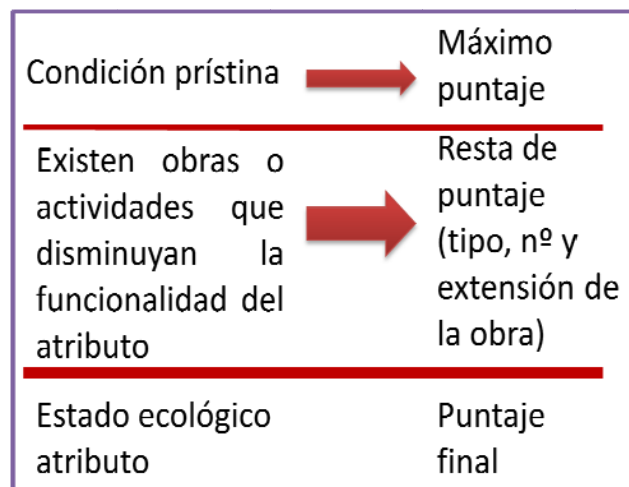 Condición prístina
Máximo
puntaje
Existen obras o
actividades que
disminuyan la
funcionalidad del
atributo
Resta de
puntaje
(tipo, nº y
extensión de
la obra)
Estado ecológico
atributo
Puntaje
final